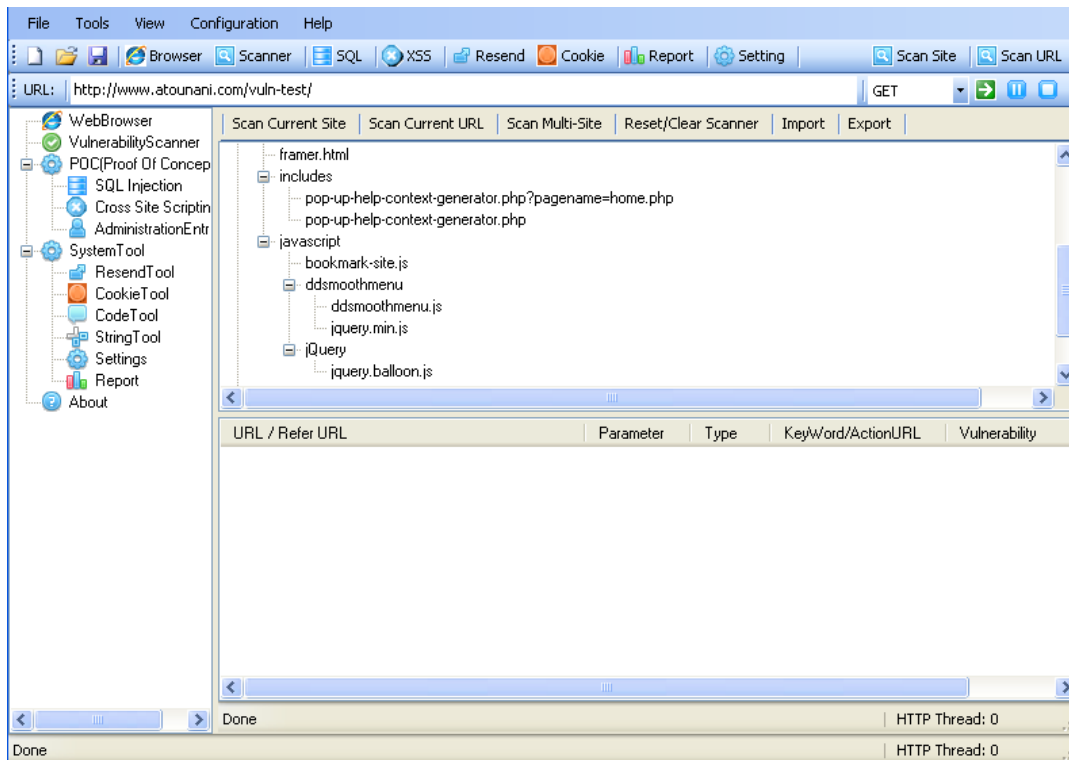 File Tools View Configuration Help
Browser Scanner SQL XSS Resend Cookie Report Setting Scan Site Scan URL
URL: http://www.atounani.com/vuln-test/ GET
WebBrowser
VulnerabilityScanner
POC(Proof Of Concep
SQL Injection
Cross Site Scriptin
AdministrationEntr
SystemTool
ResendTool
CookieTool
CodeTool
StringTool
Settings
Report
About
Scan Current Site Scan Current URL Scan Multi-Site Reset/Clear Scanner Import Export
framer.html
includes
pop-up-help-context-generator.php?pagename=home.php
pop-up-help-context-generator.php
javascript
bookmark-site.js
ddsmoothmenu
ddsmoothmenu.js
jquery.min.js
jQuery
jquery.balloon.js
URL / Refer URL Parameter Type KeyWord/ActionURL Vulnerability
Done HTTP Thread: 0
Done HTTP Thread: 0